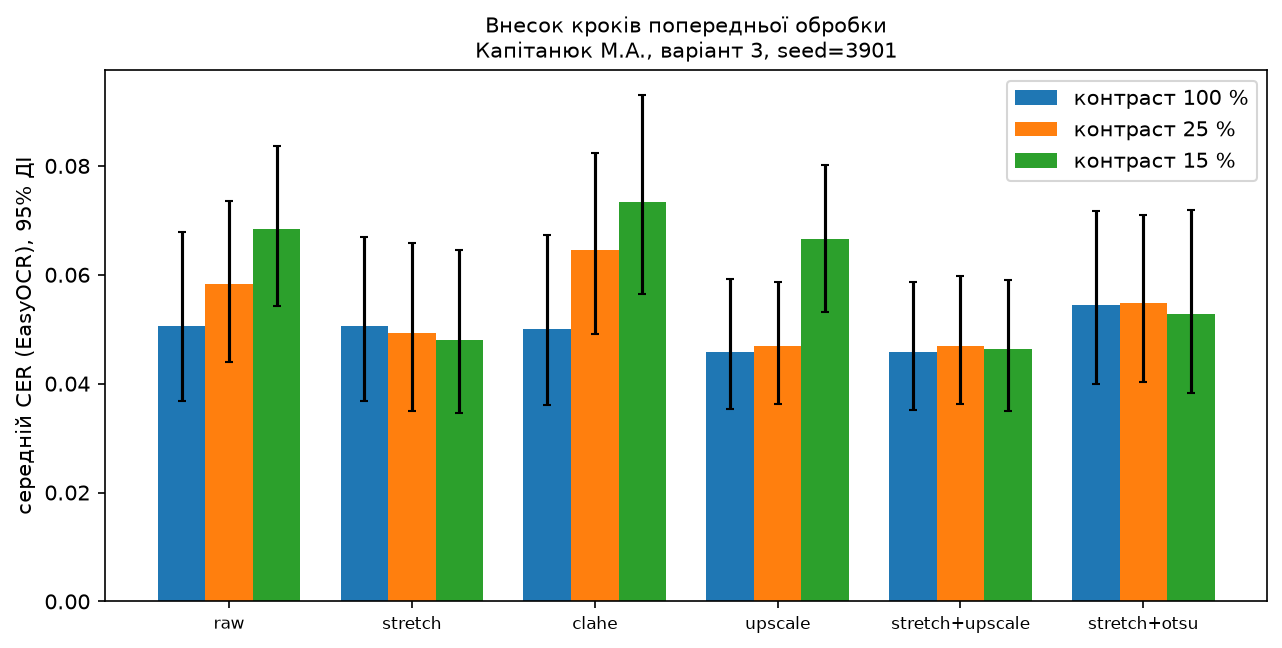 Внесок кроків попередньої обробки
Капітанюк М.А., варіант 3, seed=3901
середній CER (EasyOCR), 95% ДІ
0.08
0.06
0.04
0.02
0.00
контраст 100 %
контраст 25 %
контраст 15 %
raw
stretch
clahe
upscale
stretch+upscale
stretch+otsu